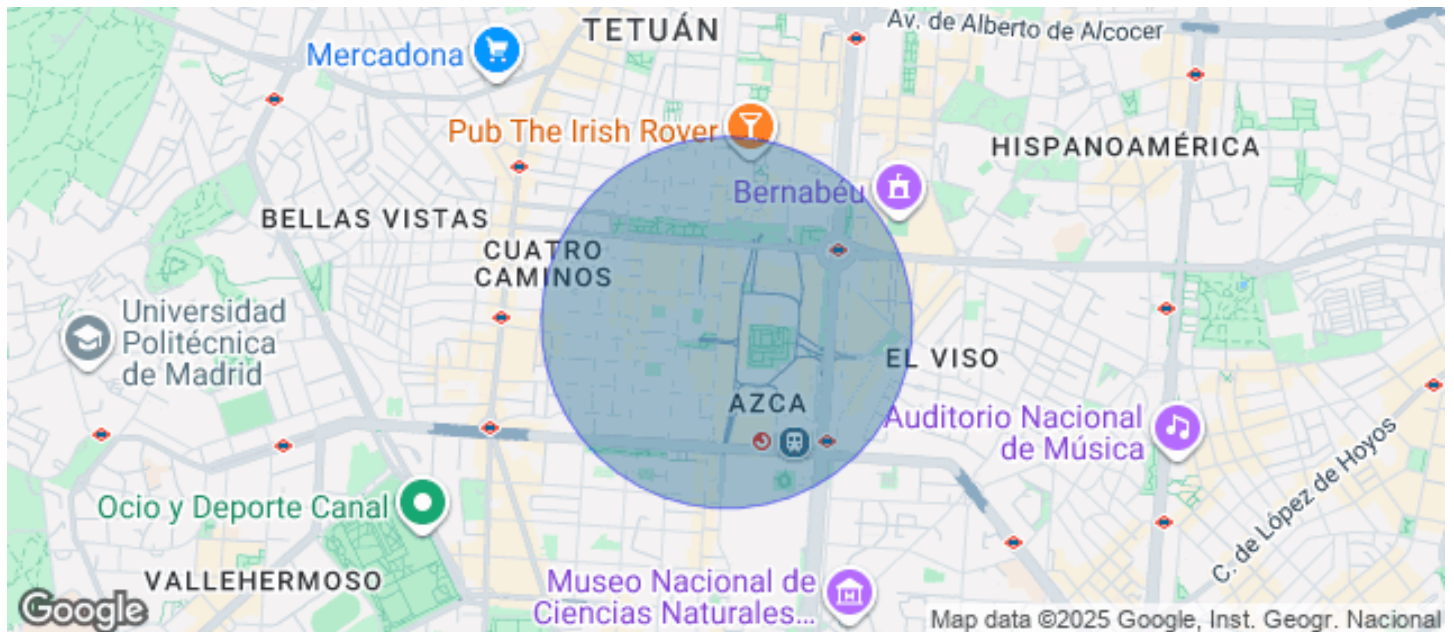 TETUÁN
Av. de Alberto de Alcocer
Mercadona
Pub The Irish Rover
HISPANOAMÉRICA
Bernabéu
BELLAS VISTAS
CUATRO
CAMINOS
Universidad
Politécnica
de Madrid
EL VISO
AZCA
Auditorio Nacional
de Música
C. de López de Hoyos
Ocio y Deporte Canal
VALLEHERMOSO
Museo Nacional de
Ciencias Naturales...
Google
Map data ©2025 Google, Inst. Geogr. Nacional